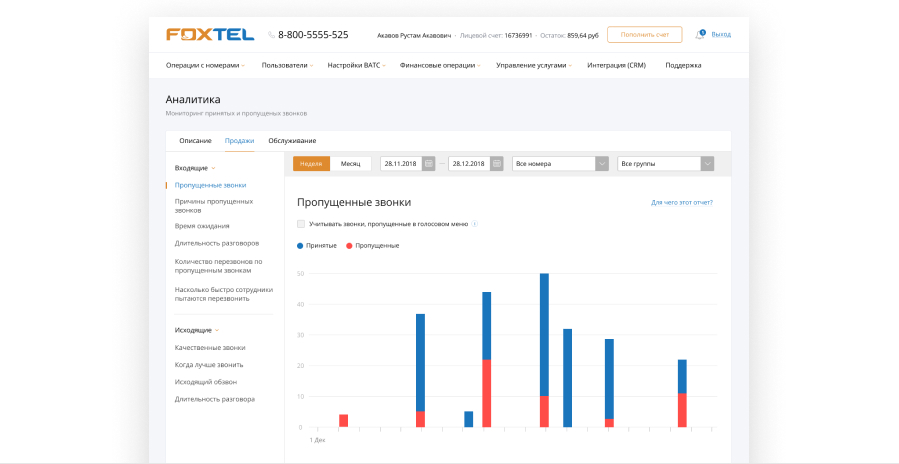 FOXTEL 8-800-5555-525 Акавов Рустам Акавович - Лицевой счет: 16736991 - Остаток: 859,64 руб Пополнить счет Выход
Операции с номерами Пользователи Настройки ВАТС Финансовые операции Управление услугами Интеграция (CRM) Поддержка
Аналитика
Мониторинг принятых и пропущеных звонков
Описание Продажи Обслуживание
Входящие
Пропущенные звонки
Причины пропущенных
звонков
Время ожидания
Длительность разговоров
Количество перезвонов по
пропущенным звонкам
Насколько быстро сотрудники
пытаются перезвонить
Исходящие
Качественные звонки
Когда лучше звонить
Исходящий обзвон
Длительность разговора
Неделя Месяц 28.11.2018 — 28.12.2018 Все номера Все группы
Пропущенные звонки Для чего этот отчет?
Учитывать звонки, пропущенные в голосовом меню
Принятые Пропущенные
50
40
30
20
10
0
1 Дек